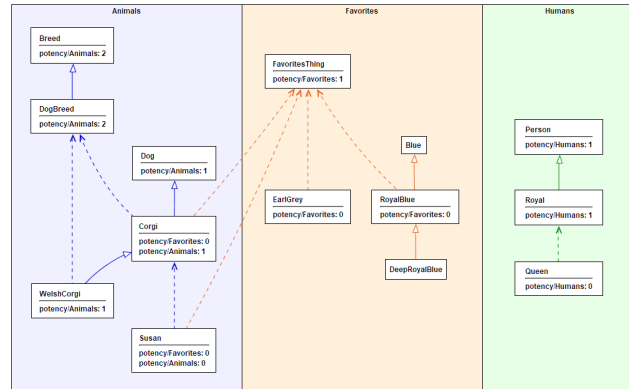 Animals
Favorites
Humans
Breed
potency/Animals: 2
DogBreed
potency/Animals: 2
Dog
potency/Animals: 1
Corgi
potency/Favorites: 0
potency/Animals: 1
WelshCorgi
potency/Animals: 1
Susan
potency/Favorites: 0
potency/Animals: 0
FavoritesThing
potency/Favorites: 1
Blue
EarlGrey
potency/Favorites: 0
RoyalBlue
potency/Favorites: 0
DeepRoyalBlue
Person
potency/Humans: 1
Royal
potency/Humans: 1
Queen
potency/Humans: 0